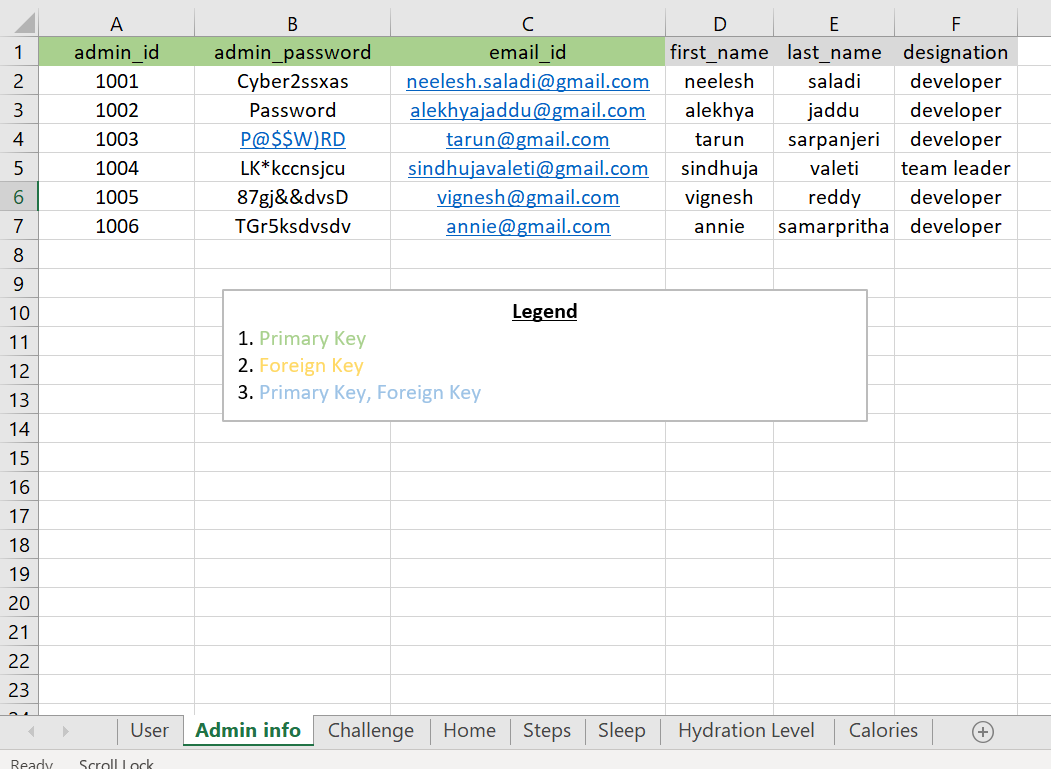 A B C D E F
1 admin_id admin_password email_id first_name last_name designation
2 1001 Cyber2ssxas neelesh.saladi@gmail.com neelesh saladi developer
3 1002 Password alekhyajaddu@gmail.com alekhya jaddu developer
4 1003 P@$$W)RD tarun@gmail.com tarun sarpanjeri developer
5 1004 LK*kccnsjcu sindhujavaleti@gmail.com sindhuja valeti team leader
6 1005 87gj&&dvsD vignesh@gmail.com vignesh reddy developer
7 1006 TGr5ksdvsdv annie@gmail.com annie samarpritha developer
8
9
10
11
12
13
14
15
16
17
18
19
20
21
22
23
24
Legend
1. Primary Key
2. Foreign Key
3. Primary Key, Foreign Key
User Admin info Challenge Home Steps Sleep Hydration Level Calories
Ready Scroll Lock